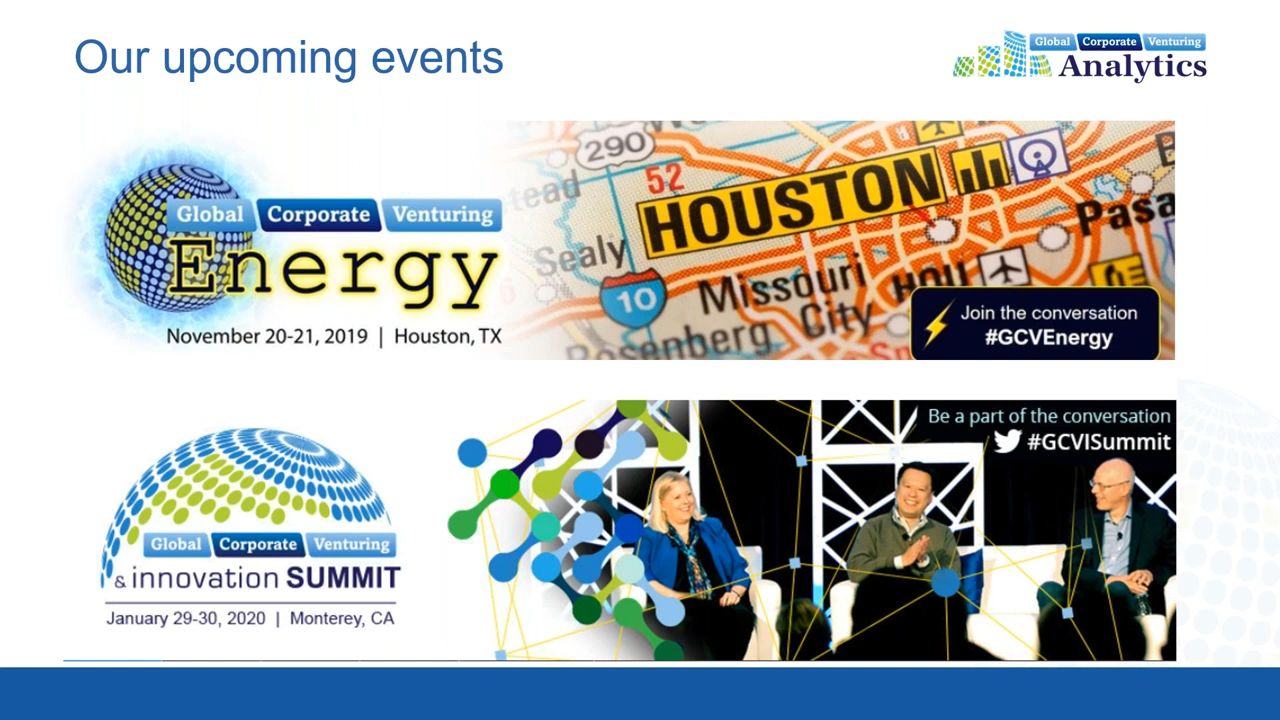 Our upcoming events
Global Corporate Venturing
Analytics
Global Corporate Venturing
Energy
November 20-21, 2019 | Houston, TX
290
52
HOUSTON
Sealy
Missouri
City
10
Rosenberg
HOU
Join the conversation
#GCVEnergy
Be a part of the conversation
#GCVISummit
Global Corporate Venturing
& innovation SUMMIT
January 29-30, 2020 | Monterey, CA